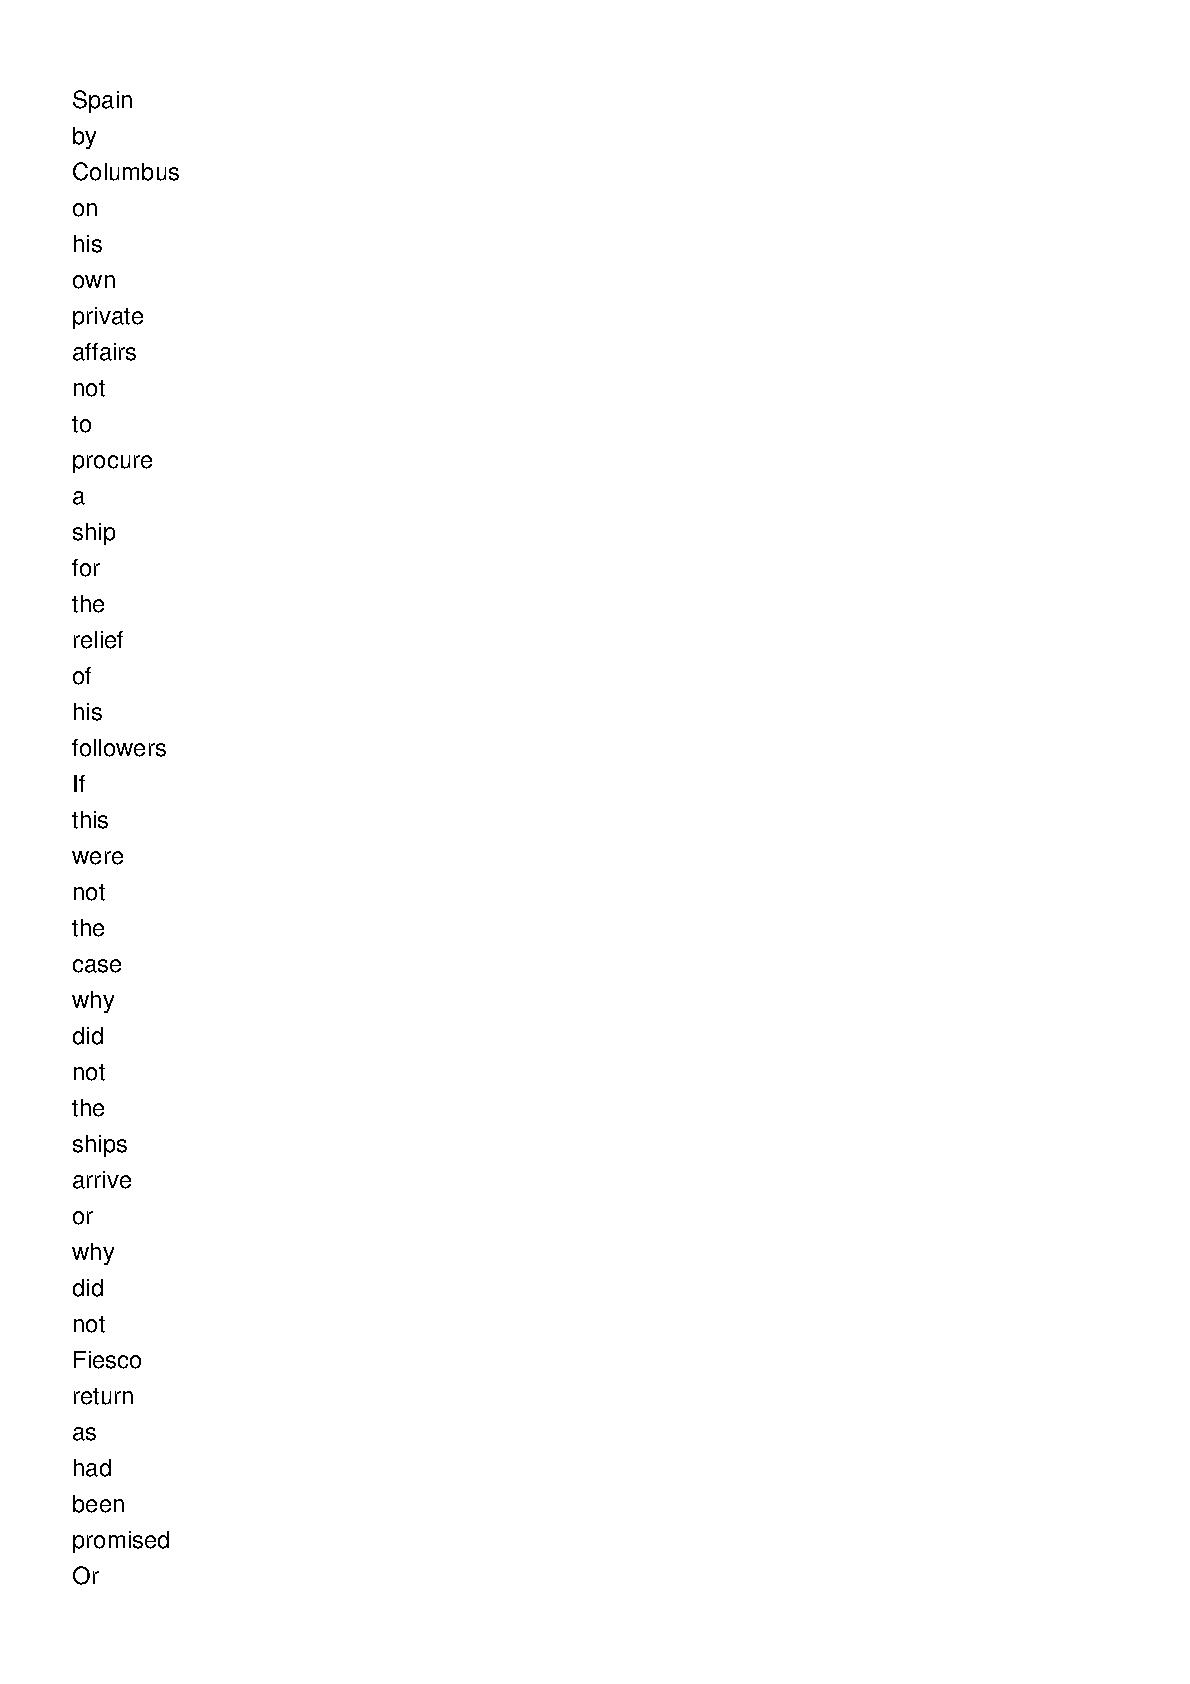 Spain
by
Columbus
on
his
own
private
affairs
not
to
procure
a
ship
for
the
relief
of
his
followers
If
this
were
not
the
case
why
did
not
the
ships
arrive
or
why
did
not
Fiesco
return
as
had
been
promised
Or